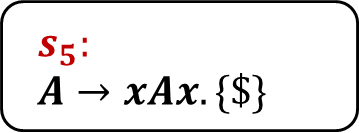 s₅:
A → xAx. {$}